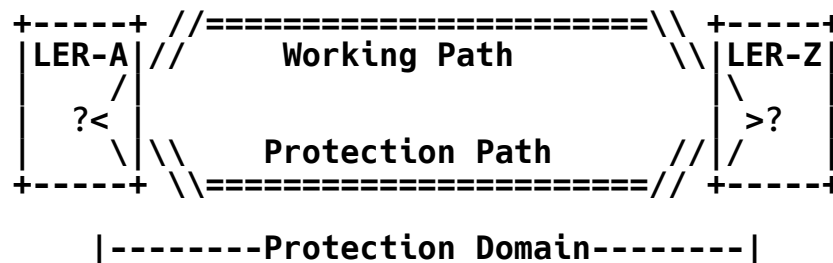 +-----+ //=======================\\ +-----+
|LER-A|// Working Path \\|LER-Z|
| /| |\ |
| ?< | | >? |
| \|\\ Protection Path //|/ |
+-----+ \\=======================// +-----+
|--------Protection Domain--------|